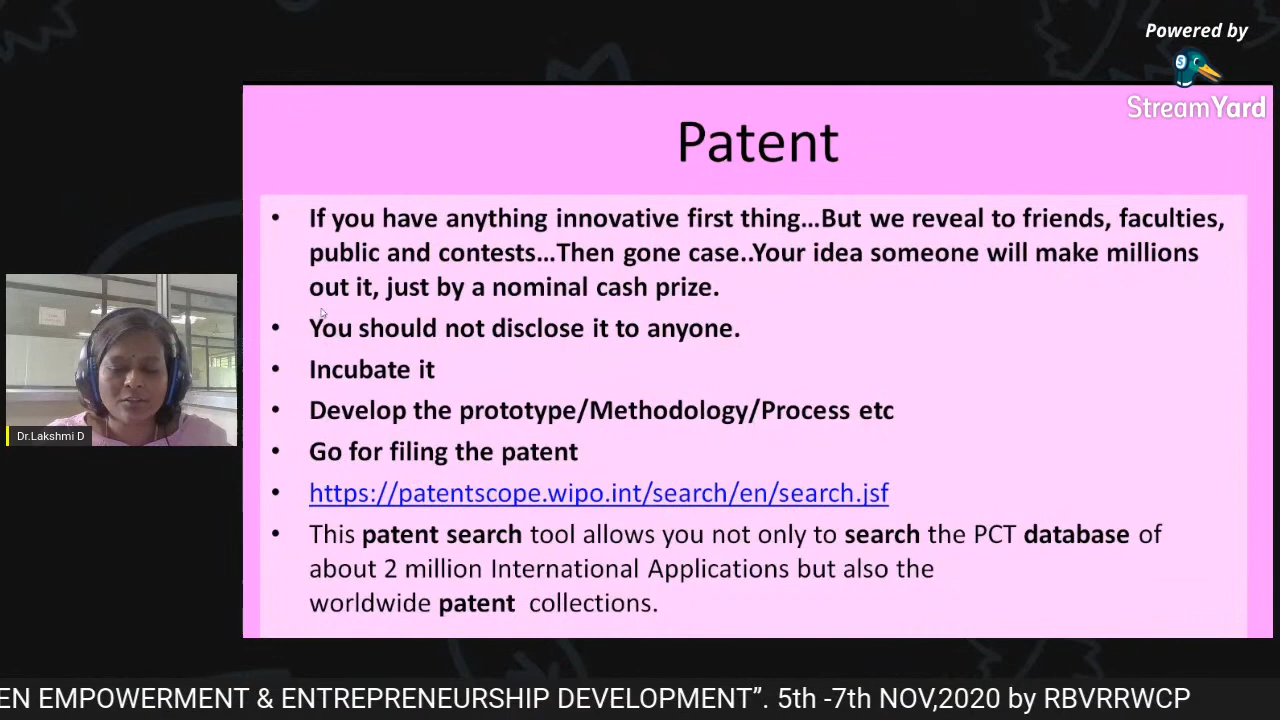 Powered by
StreamYard
Patent
• If you have anything innovative first thing…But we reveal to friends, faculties,
public and contests…Then gone case..Your idea someone will make millions
out it, just by a nominal cash prize.
• You should not disclose it to anyone.
• Incubate it
• Develop the prototype/Methodology/Process etc
• Go for filing the patent
• https://patentscope.wipo.int/search/en/search.jsf
• This patent search tool allows you not only to search the PCT database of
about 2 million International Applications but also the
worldwide patent collections.
Dr.Lakshmi D
EN EMPOWERMENT & ENTREPRENEURSHIP DEVELOPMENT”. 5th -7th NOV,2020 by RBVRRWCP